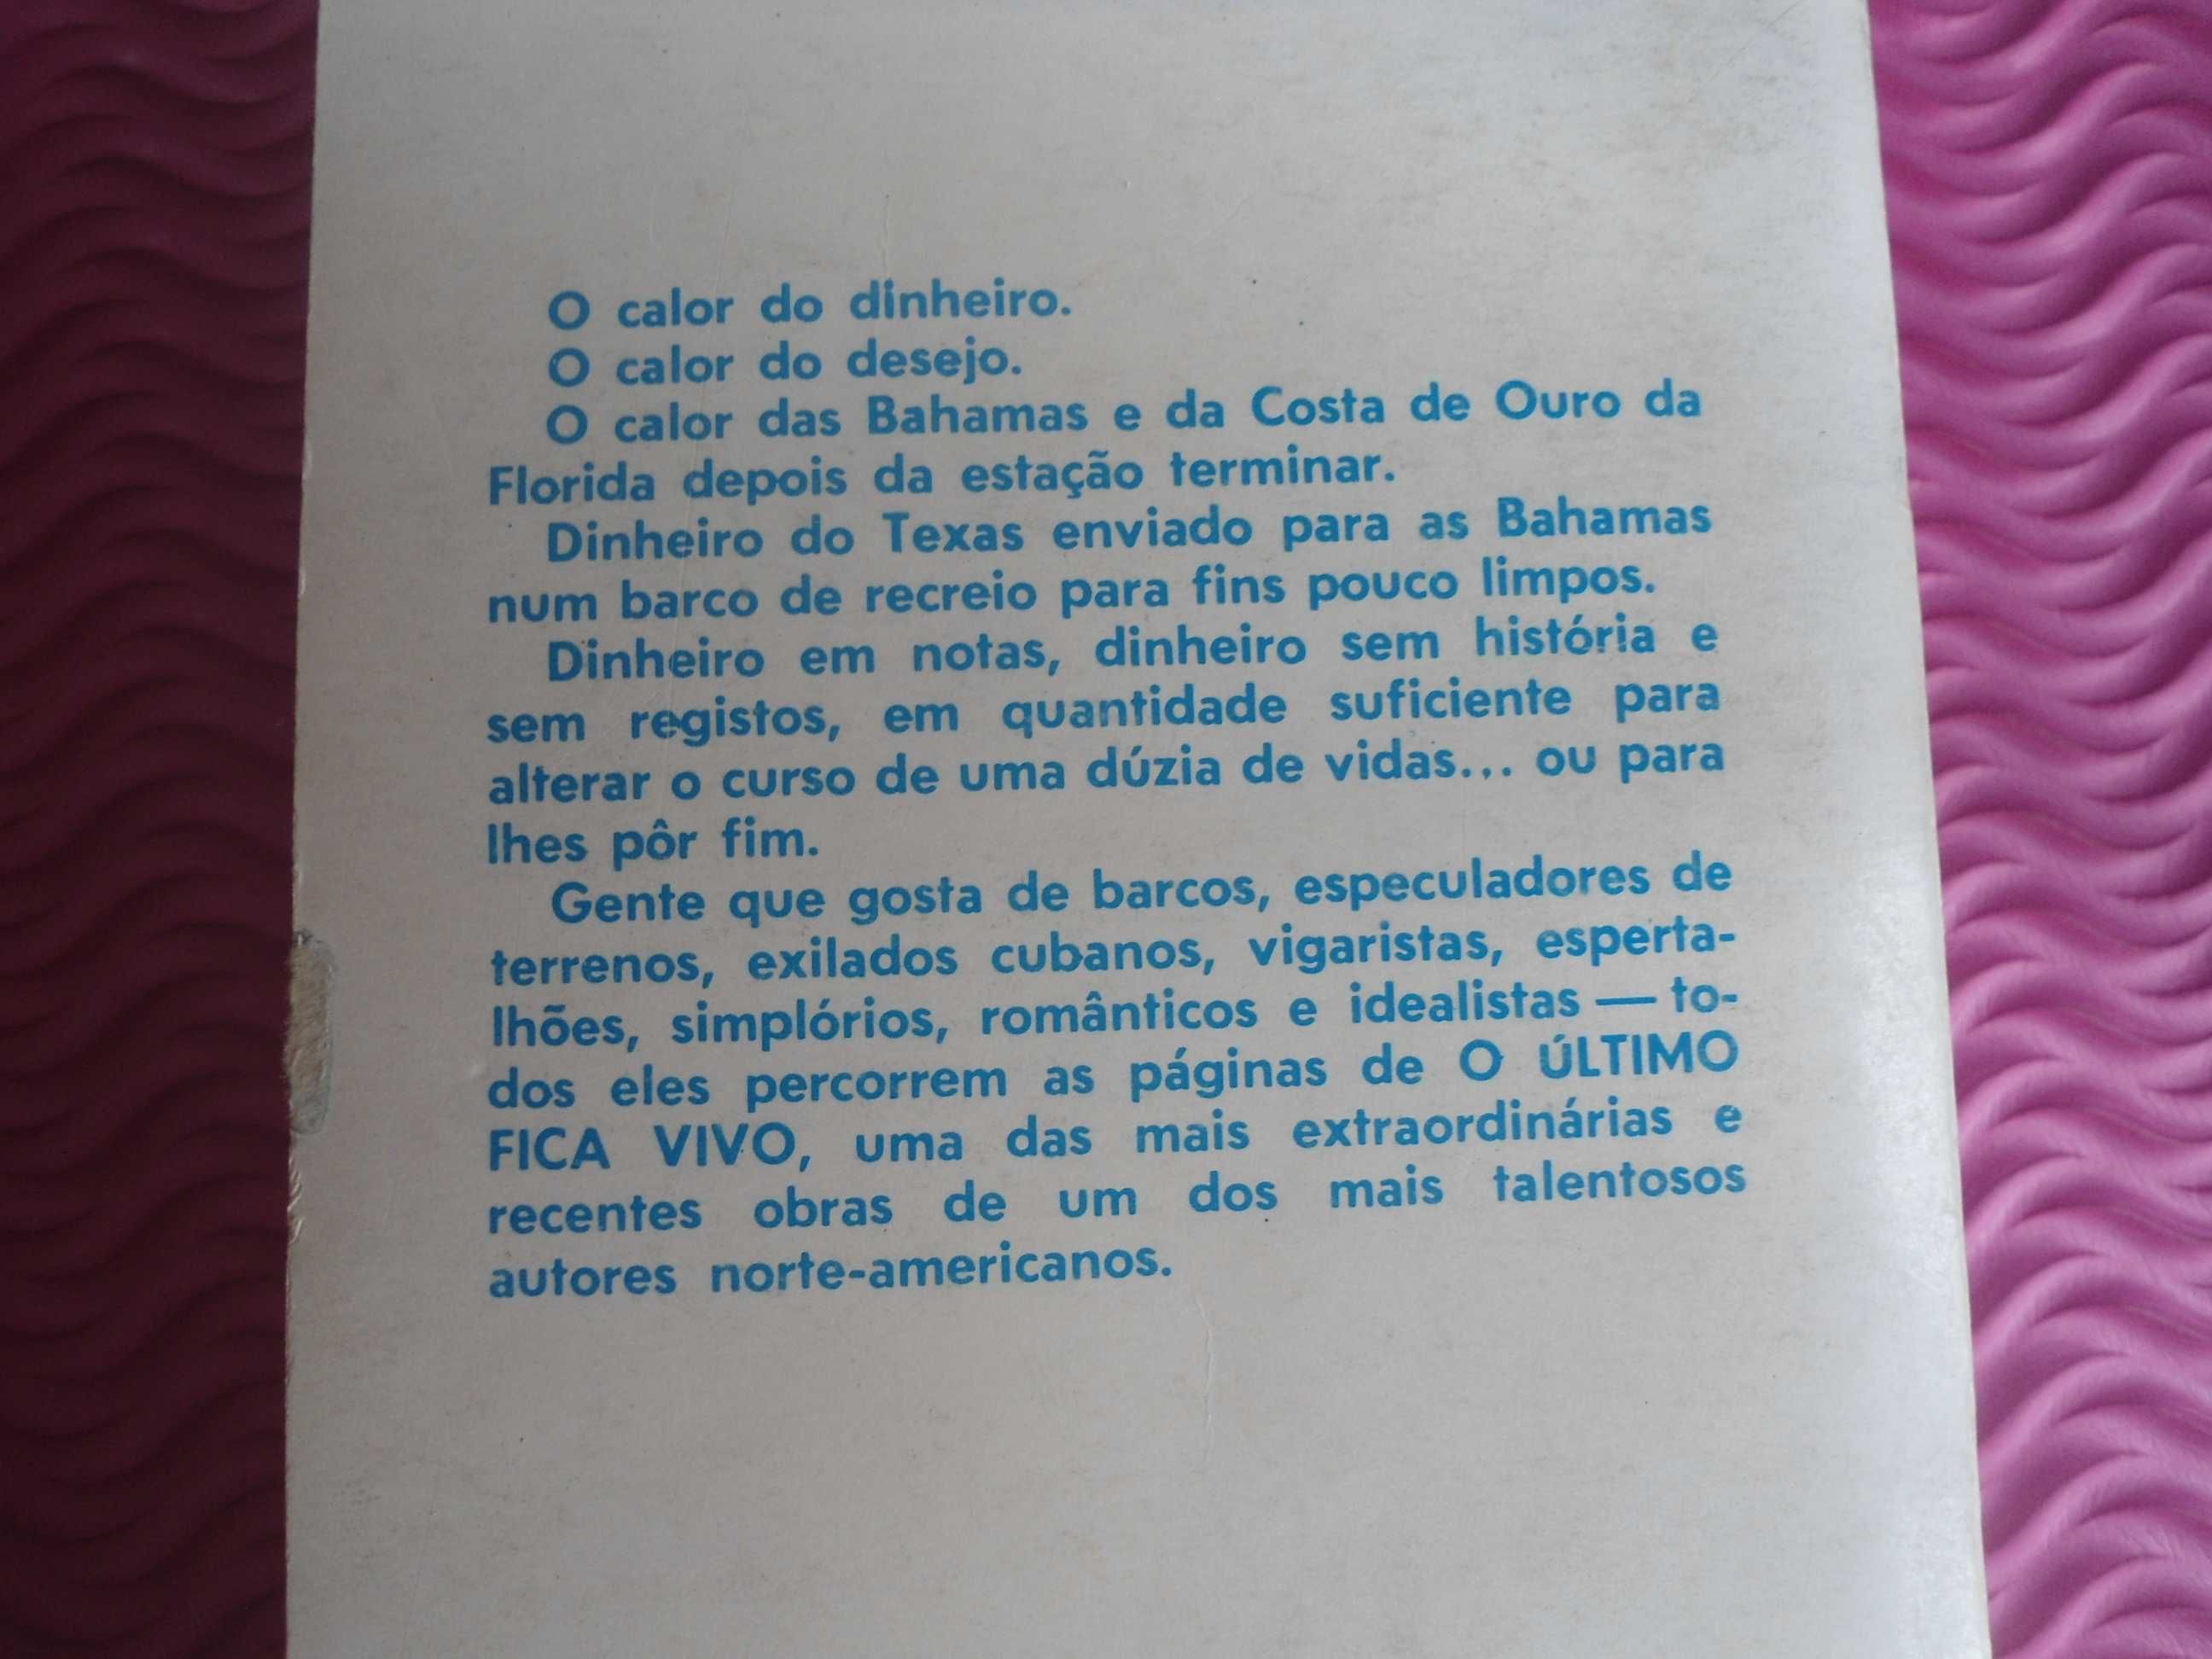 O calor do dinheiro.
O calor do desejo.
O calor das Bahamas e da Costa de Ouro da
Florida depois da estação terminar.
Dinheiro do Texas enviado para as Bahamas
num barco de recreio para fins pouco limpos.
Dinheiro em notas, dinheiro sem história e
sem registos, em quantidade suficiente para
alterar o curso de uma dúzia de vidas... ou para
lhes pôr fim.
Gente que gosta de barcos, especuladores de
terrenos, exilados cubanos, vigaristas, esperta-
lhões, simplórios, românticos e idealistas — to-
dos eles percorrem as páginas de O ÚLTIMO
FICA VIVO, uma das mais extraordinárias e
recentes obras de um dos mais talentosos
autores norte-americanos.